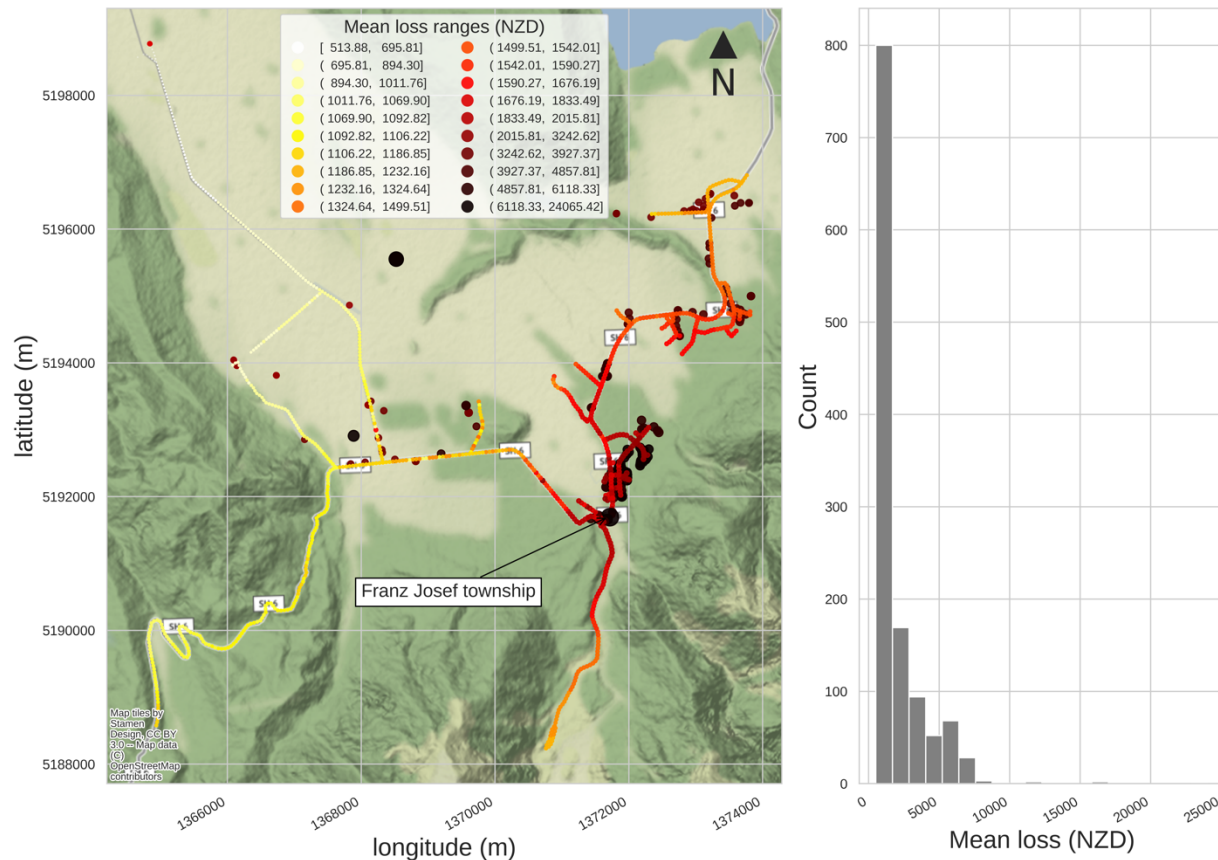 Mean loss ranges (NZD)
[ 513.88, 695.81]
( 695.81, 894.30]
( 894.30, 1011.76]
(1011.76, 1069.90]
(1069.90, 1092.82]
(1092.82, 1106.22]
(1106.22, 1186.85]
(1186.85, 1232.16]
(1232.16, 1324.64]
(1324.64, 1499.51]
(1499.51, 1542.01]
(1542.01, 1590.27]
(1590.27, 1676.19]
(1676.19, 1833.49]
(1833.49, 2015.81]
(2015.81, 3242.62]
(3242.62, 3927.37]
(3927.37, 4857.81]
(4857.81, 6118.33]
(6118.33, 24065.42]
N
5198000
5196000
5194000
5192000
5190000
5188000
latitude (m)
SH 6
SH 6
Franz Josef township
Map tiles by
Stamen
Design, CC BY
3.0 -- Map data
(C)
OpenStreetMap
contributors
1366000
1368000
1370000
1372000
1374000
longitude (m)
800
700
600
500
400
300
200
100
0
Count
0
5000
10000
15000
20000
25000
Mean loss (NZD)